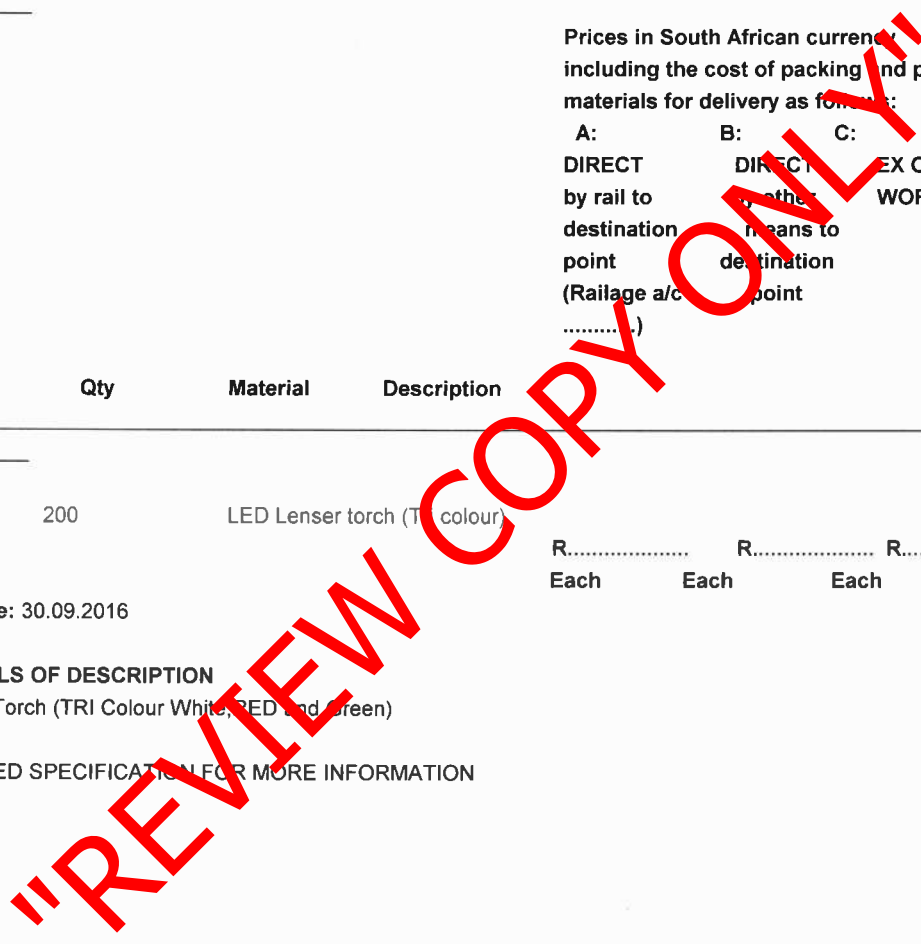 Prices in South African currency
including the cost of packing and p
materials for delivery as follows:
A: B: C:
DIRECT DIRECT EX O
by rail to by other WOR
destination means to
point destination
(Railage a/c point
............)
Qty Material Description
200 LED Lenser torch (Tri colour)
R.................... R.................... R....
Each Each Each
e: 30.09.2016
LS OF DESCRIPTION
Torch (TRI Colour White,RED and Green)
ED SPECIFICATION FOR MORE INFORMATION
"REVIEW COPY ONLY"